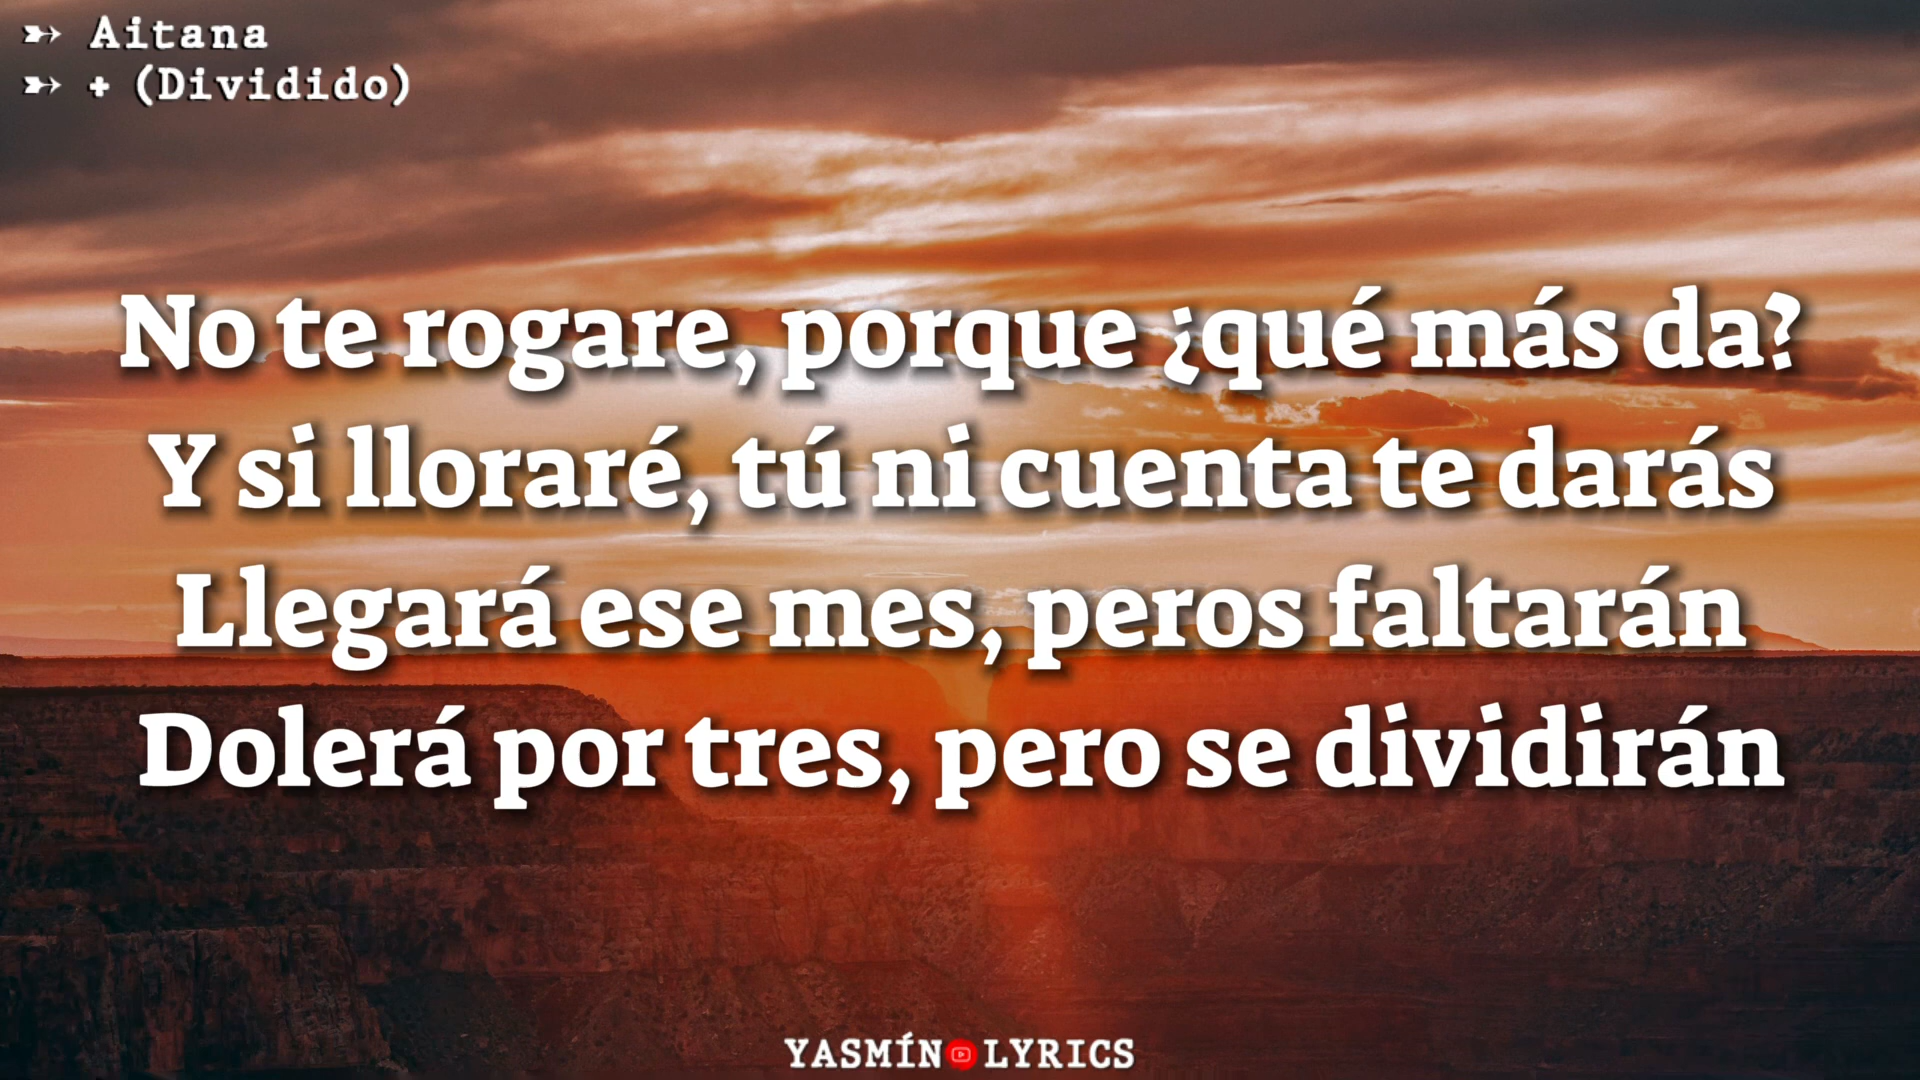 ➳ Aitana
➳ + (Dividido)
No te rogare, porque ¿qué más da?
Y si lloraré, tú ni cuenta te darás
Llegará ese mes, peros faltarán
Dolerá por tres, pero se dividirán
YASMÍN LYRICS